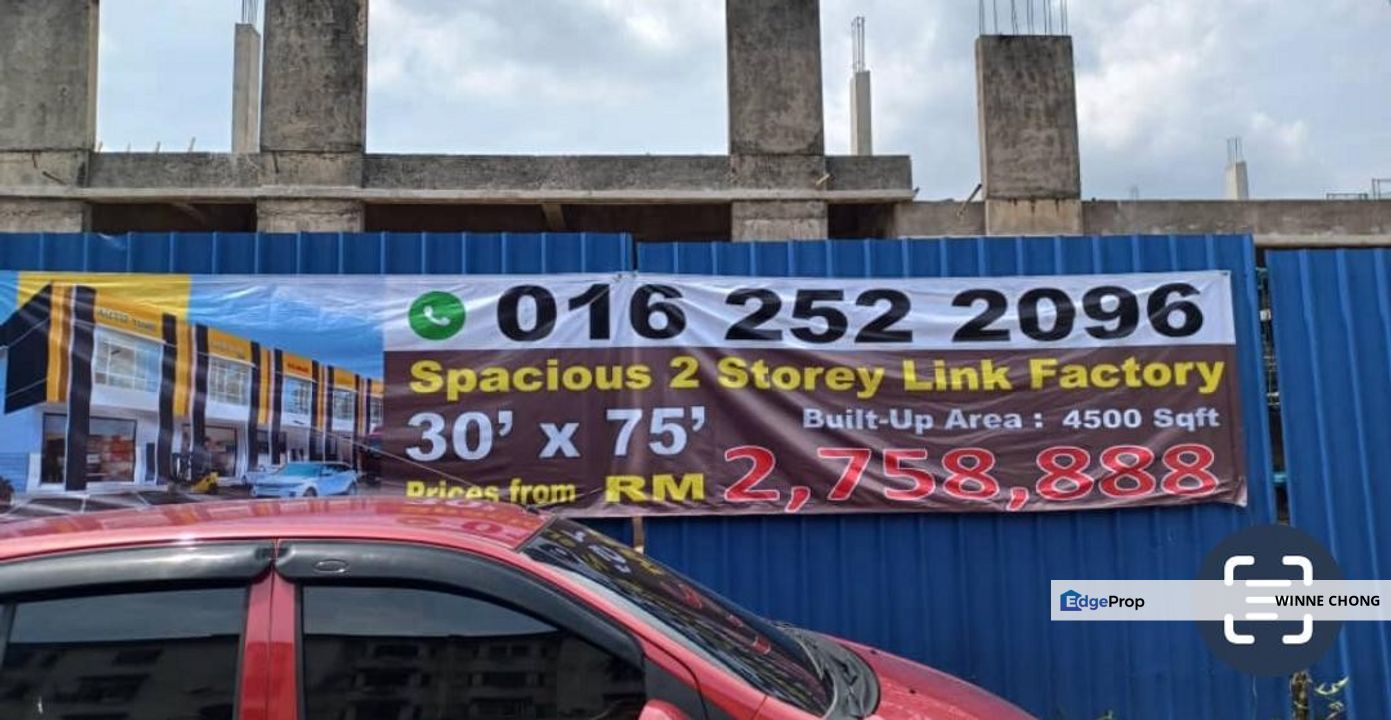 016 252 2096
Spacious 2 Storey Link Factory
30' x 75'
Built-Up Area : 4500 Sqft
Prices from RM 2,758,888
EdgeProp
WINNE CHONG